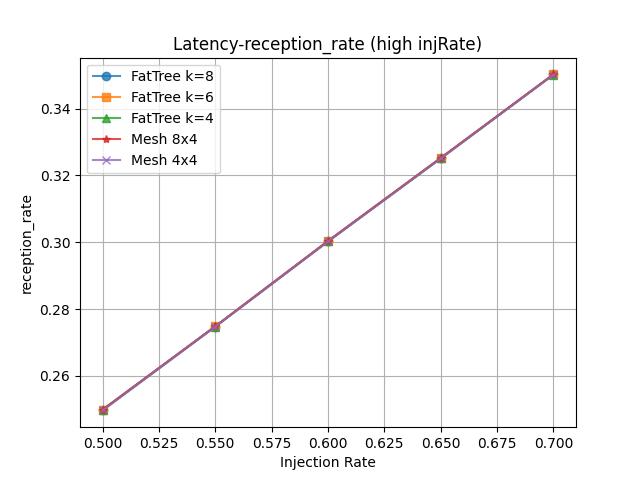 Latency-reception_rate (high injRate)
FatTree k=8
FatTree k=6
FatTree k=4
Mesh 8x4
Mesh 4x4
0.34
0.32
0.30
0.28
0.26
reception_rate
0.500 0.525 0.550 0.575 0.600 0.625 0.650 0.675 0.700
Injection Rate